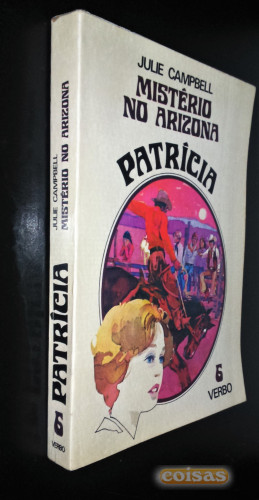 JULIE CAMPBELL
MISTÉRIO
NO ARIZONA
PATRÍCIA
6
VERBO
JULIE CAMPBELL
MISTÉRIO NO ARIZONA
PATRÍCIA
6
VERBO
coisas